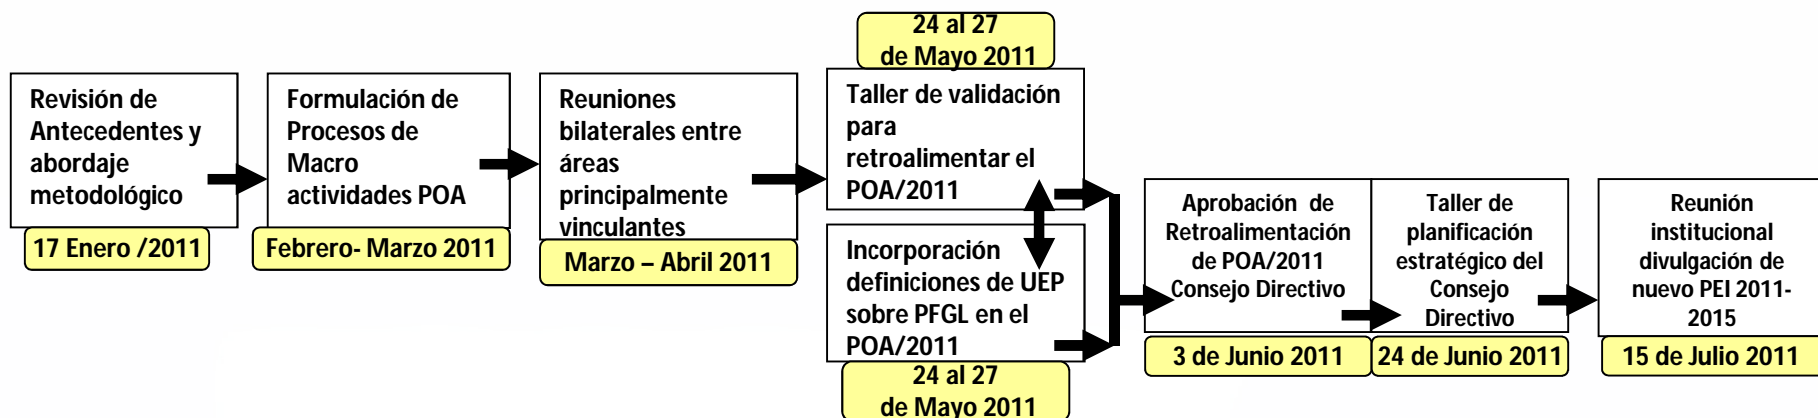 Revisión de
Antecedentes y
abordaje
metodológico
17 Enero /2011
Formulación de
Procesos de
Macro
actividades POA
Febrero- Marzo 2011
Reuniones
bilaterales entre
áreas
principalmente
vinculantes
Marzo – Abril 2011
24 al 27
de Mayo 2011
Taller de validación
para
retroalimentar el
POA/2011
Incorporación
definiciones de UEP
sobre PFGL en el
POA/2011
24 al 27
de Mayo 2011
Aprobación de
Retroalimentación
de POA/2011
Consejo Directivo
3 de Junio 2011
Taller de
planificación
estratégico del
Consejo
Directivo
24 de Junio 2011
Reunión
institucional
divulgación de
nuevo PEI 2011-
2015
15 de Julio 2011